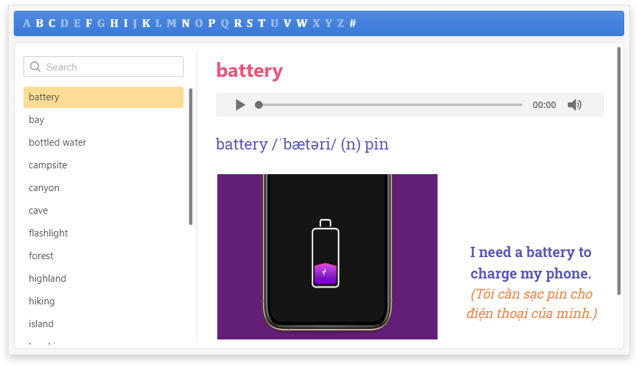 A B C D E F G H I J K L M N O P Q R S T U V W X Y Z #
Search
battery
bay
bottled water
campsite
canyon
cave
flashlight
forest
highland
hiking
island
battery
00:00
battery /ˈbætəri/ (n) pin
I need a battery to
charge my phone.
(Tôi cần sạc pin cho
điện thoại của mình.)